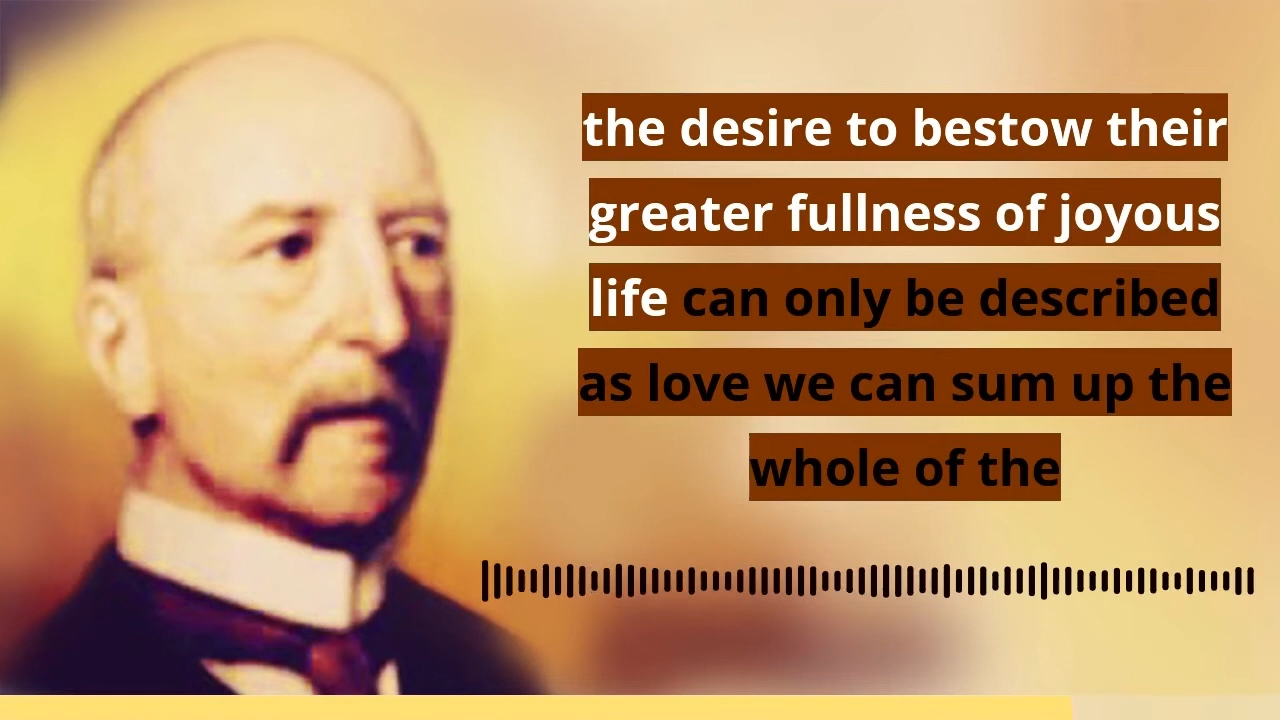 the desire to bestow their
greater fullness of joyous
life can only be described
as love we can sum up the
whole of the